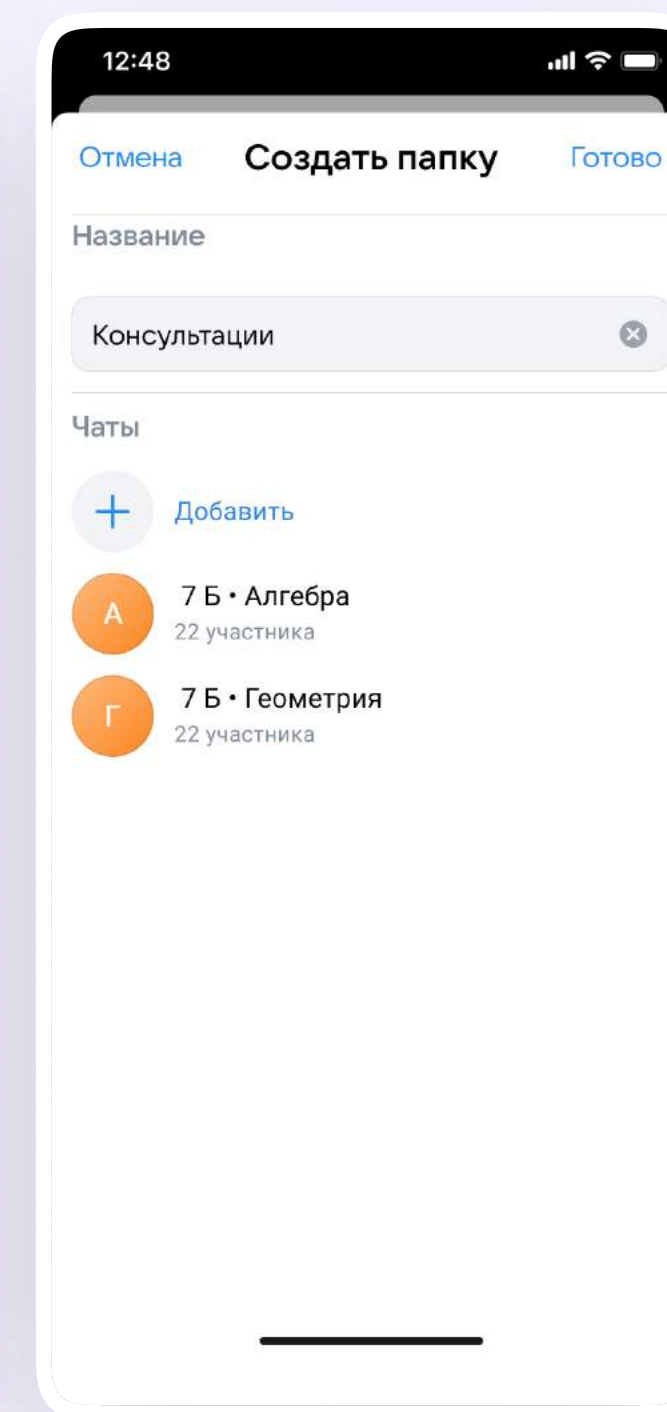 12:48
Отмена Создать папку Готово
Название
Консультации
Чаты
Добавить
А
7 Б • Алгебра
22 участника
Г
7 Б • Геометрия
22 участника